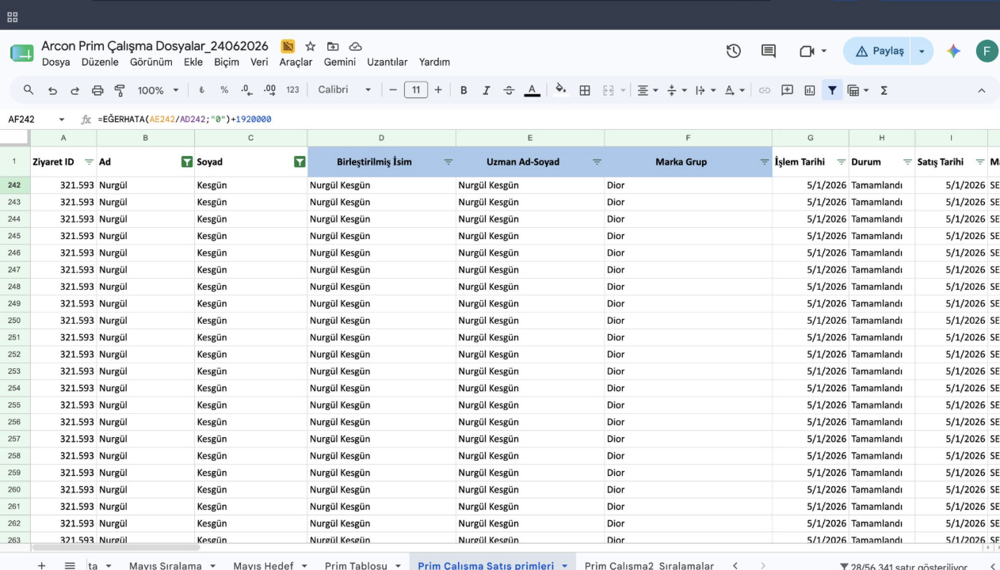 Arcon Prim Çalışma Dosyalar_24062026
Dosya Düzenle Görünüm Ekle Biçim Veri Araçlar Gemini Uzantılar Yardım
Paylaş
F
100% ₺ % .0 .00 123 Calibri 11 B I A
AF242 fx =EĞERHATA(AE242/AD242;"0")+1920000
A B C D E F G H I
1 Ziyaret ID Ad Soyad Birleştirilmiş İsim Uzman Ad-Soyad Marka Grup İşlem Tarihi Durum Satış Tarihi Ma
242 321.593 Nurgül Kesgün Nurgül Kesgün Nurgül Kesgün Dior 5/1/2026 Tamamlandı 5/1/2026 SE
243 321.593 Nurgül Kesgün Nurgül Kesgün Nurgül Kesgün Dior 5/1/2026 Tamamlandı 5/1/2026 SE
244 321.593 Nurgül Kesgün Nurgül Kesgün Nurgül Kesgün Dior 5/1/2026 Tamamlandı 5/1/2026 SE
245 321.593 Nurgül Kesgün Nurgül Kesgün Nurgül Kesgün Dior 5/1/2026 Tamamlandı 5/1/2026 SE
246 321.593 Nurgül Kesgün Nurgül Kesgün Nurgül Kesgün Dior 5/1/2026 Tamamlandı 5/1/2026 SE
247 321.593 Nurgül Kesgün Nurgül Kesgün Nurgül Kesgün Dior 5/1/2026 Tamamlandı 5/1/2026 SE
248 321.593 Nurgül Kesgün Nurgül Kesgün Nurgül Kesgün Dior 5/1/2026 Tamamlandı 5/1/2026 SE
249 321.593 Nurgül Kesgün Nurgül Kesgün Nurgül Kesgün Dior 5/1/2026 Tamamlandı 5/1/2026 SE
250 321.593 Nurgül Kesgün Nurgül Kesgün Nurgül Kesgün Dior 5/1/2026 Tamamlandı 5/1/2026 SE
251 321.593 Nurgül Kesgün Nurgül Kesgün Nurgül Kesgün Dior 5/1/2026 Tamamlandı 5/1/2026 SE
252 321.593 Nurgül Kesgün Nurgül Kesgün Nurgül Kesgün Dior 5/1/2026 Tamamlandı 5/1/2026 SE
253 321.593 Nurgül Kesgün Nurgül Kesgün Nurgül Kesgün Dior 5/1/2026 Tamamlandı 5/1/2026 SE
254 321.593 Nurgül Kesgün Nurgül Kesgün Nurgül Kesgün Dior 5/1/2026 Tamamlandı 5/1/2026 SE
255 321.593 Nurgül Kesgün Nurgül Kesgün Nurgül Kesgün Dior 5/1/2026 Tamamlandı 5/1/2026 SE
256 321.593 Nurgül Kesgün Nurgül Kesgün Nurgül Kesgün Dior 5/1/2026 Tamamlandı 5/1/2026 SE
257 321.593 Nurgül Kesgün Nurgül Kesgün Nurgül Kesgün Dior 5/1/2026 Tamamlandı 5/1/2026 SE
258 321.593 Nurgül Kesgün Nurgül Kesgün Nurgül Kesgün Dior 5/1/2026 Tamamlandı 5/1/2026 SE
259 321.593 Nurgül Kesgün Nurgül Kesgün Nurgül Kesgün Dior 5/1/2026 Tamamlandı 5/1/2026 SE
260 321.593 Nurgül Kesgün Nurgül Kesgün Nurgül Kesgün Dior 5/1/2026 Tamamlandı 5/1/2026 SE
261 321.593 Nurgül Kesgün Nurgül Kesgün Nurgül Kesgün Dior 5/1/2026 Tamamlandı 5/1/2026 SE
262 321.593 Nurgül Kesgün Nurgül Kesgün Nurgül Kesgün Dior 5/1/2026 Tamamlandı 5/1/2026 SE
263 321.593 Nurgül Kesgün Nurgül Kesgün Nurgül Kesgün Dior 5/1/2026 Tamamlandı 5/1/2026 SE
ta Mayıs Sıralama Mayıs Hedef Prim Tablosu Prim Çalışma Satış primleri Prim Çalışma2_Sıralamalar 28/56.341 satır gösteriliyor